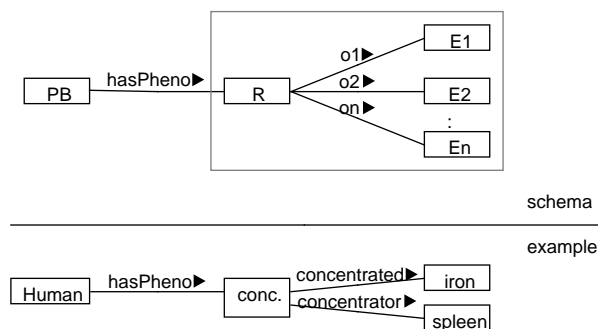 o1▶ E1
hasPheno▶ o2▶
PB R E2
on▶ :
En
schema
example
hasPheno▶ concentrated▶ iron
Human conc.
concentrator▶
spleen